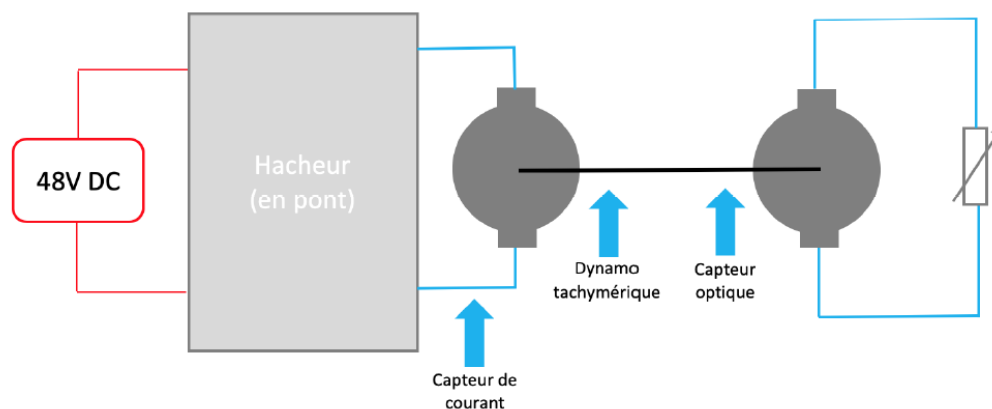 48V DC
Hacheur
(en pont)
Dynamo
tachymérique
Capteur
optique
Capteur de
courant